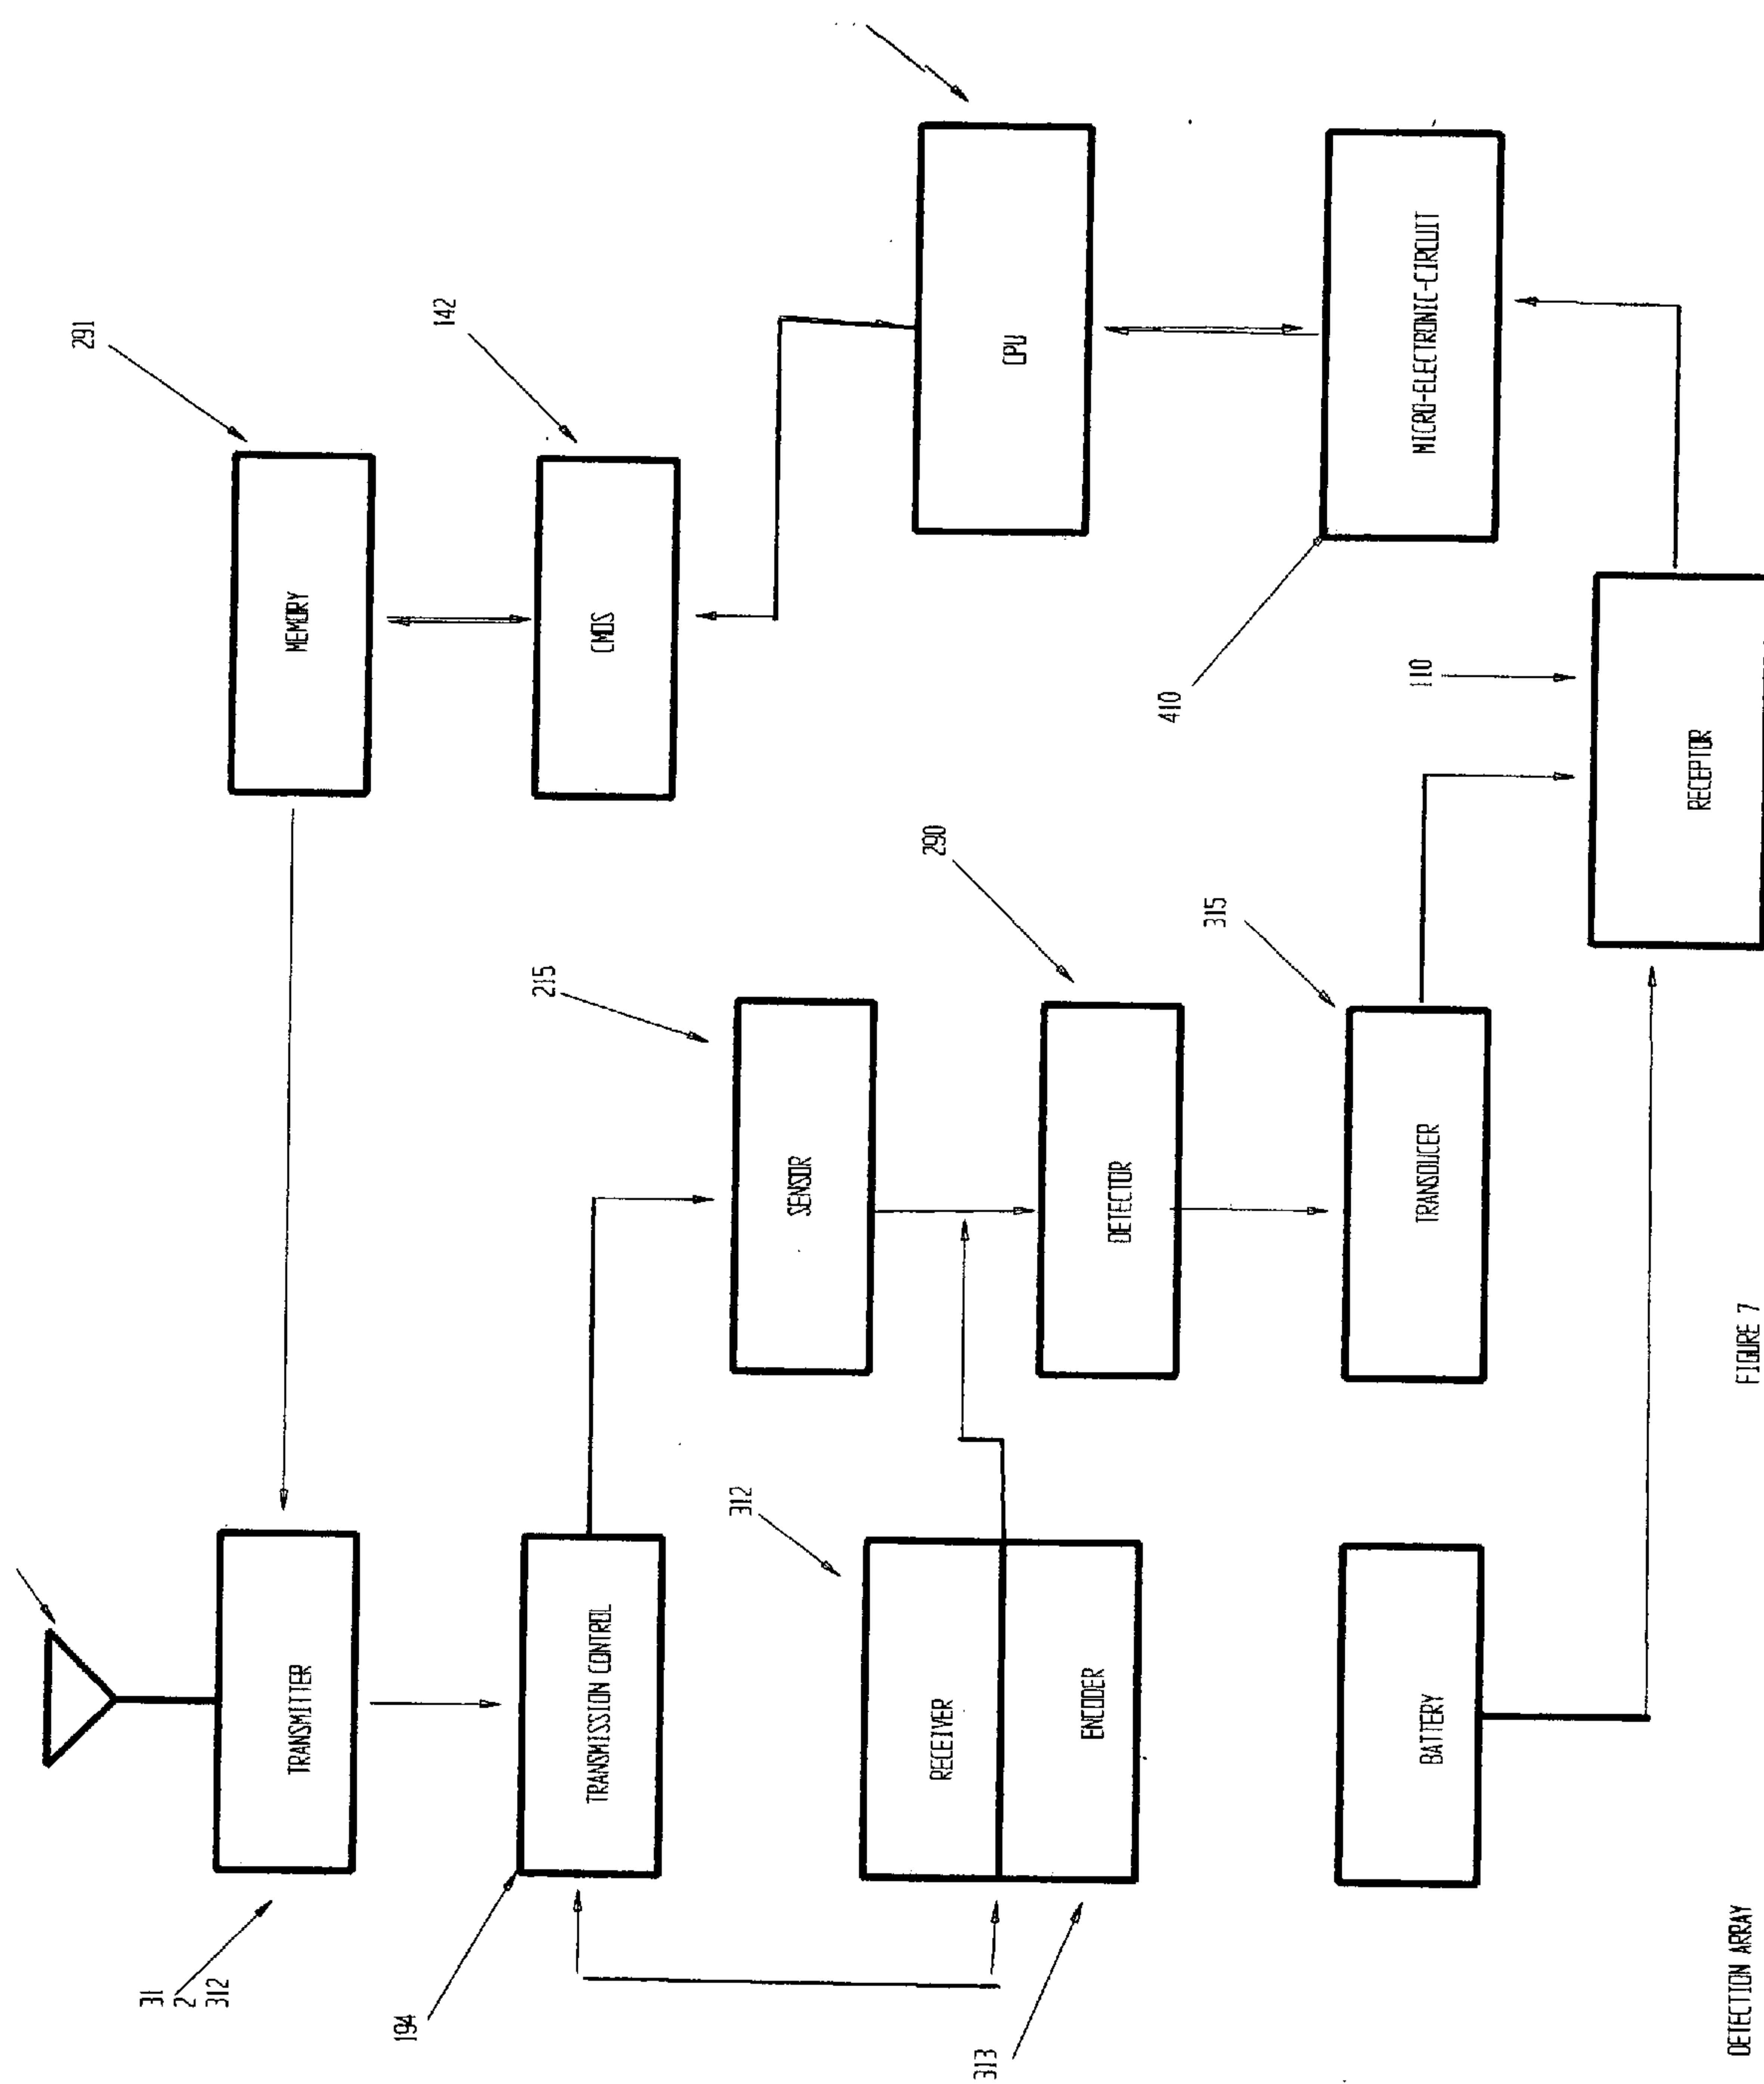 291
142
MEMORY
CMOS
CPU
MICRO-ELECTRONIC-CIRCUIT
410
110
RECEPTOR
215
290
315
SENSOR
DETECTOR
TRANSDUCER
312
TRANSMITTER
TRANSMISSION CONTROL
RECEIVER
ENCODER
BATTERY
31
2
312
194
313
DETECTION ARRAY
FIGURE 7